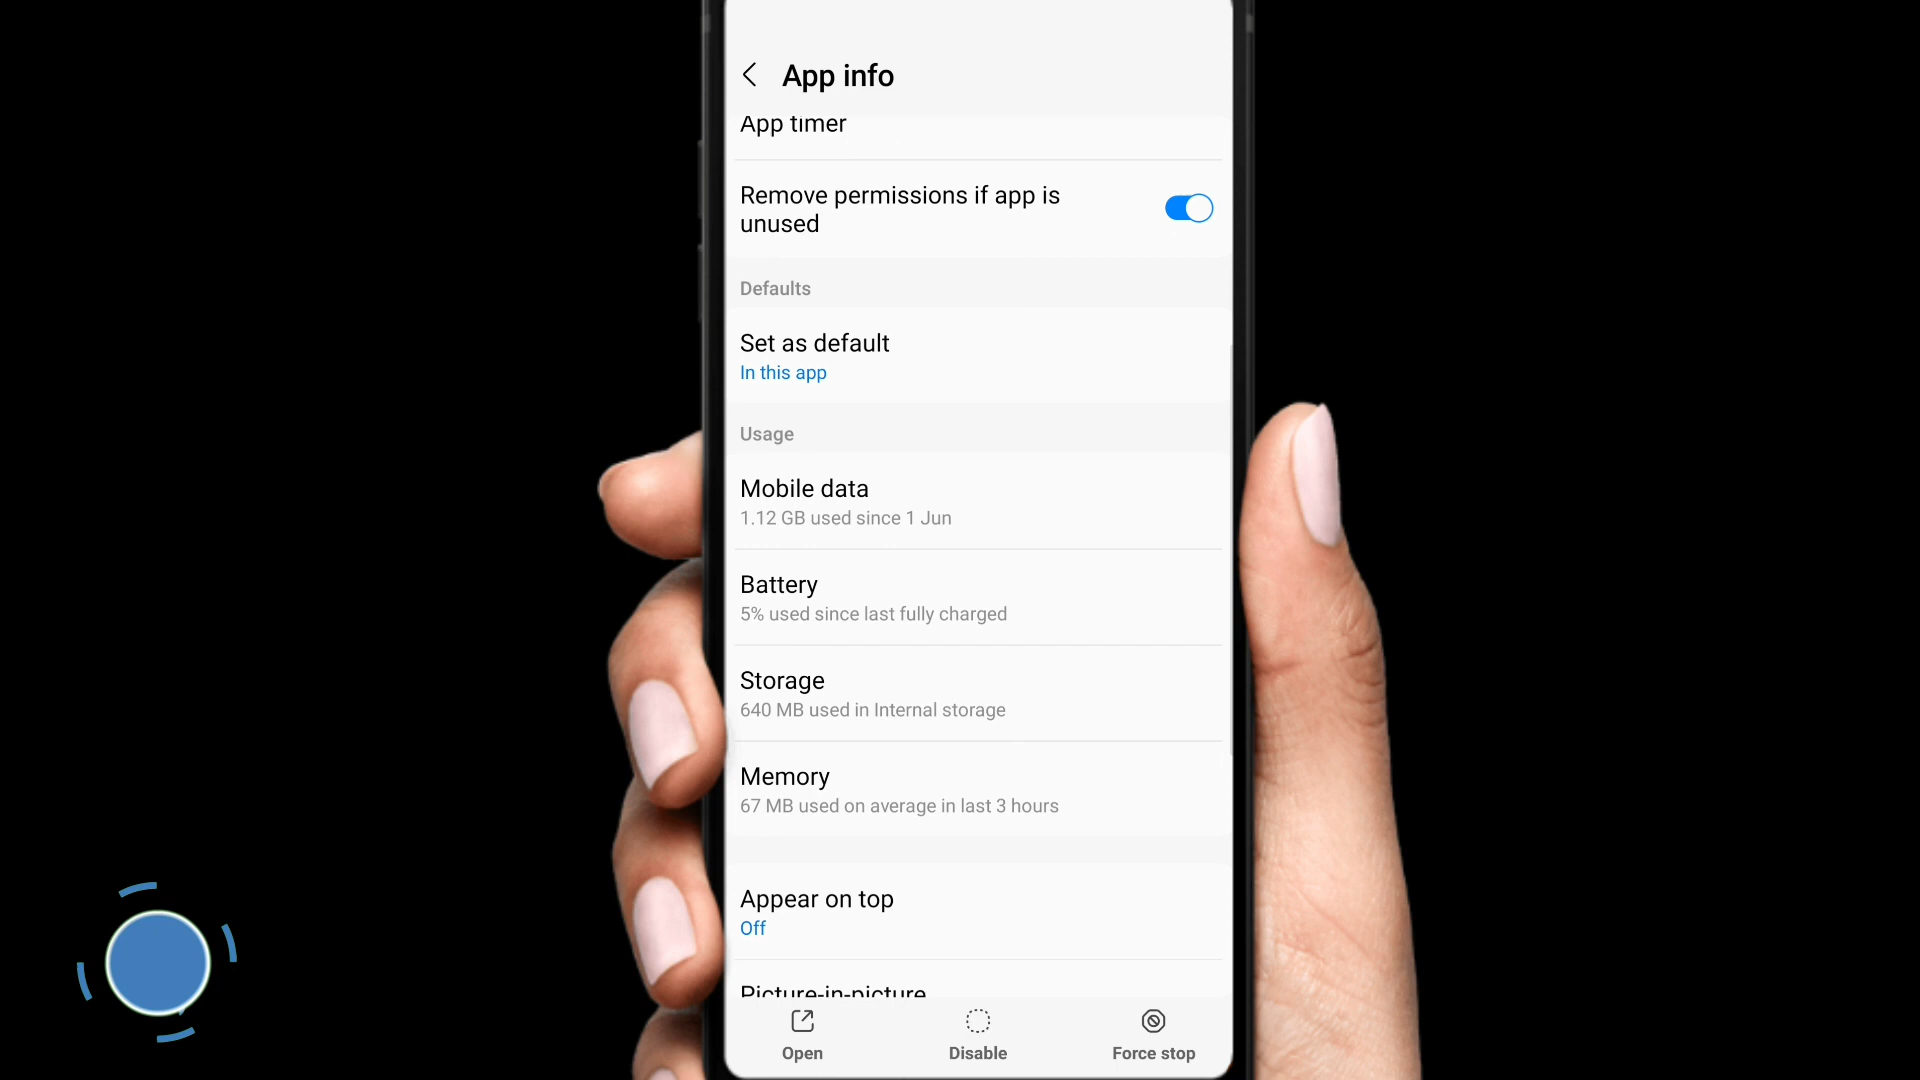 App info
App timer
Remove permissions if app is
unused
Defaults
Set as default
In this app
Usage
Mobile data
1.12 GB used since 1 Jun
Battery
5% used since last fully charged
Storage
640 MB used in Internal storage
Memory
67 MB used on average in last 3 hours
Appear on top
Off
Picture-in-picture
Open
Disable
Force stop